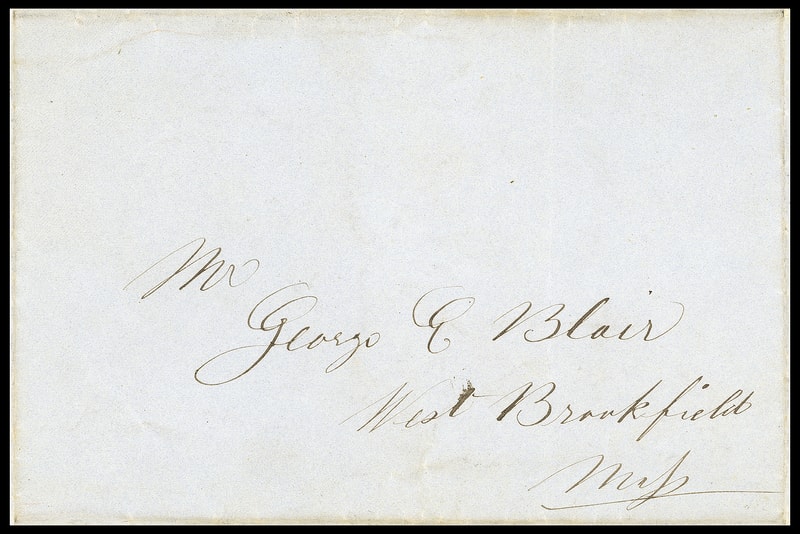 Mr
George E Blair
West Brookfield
Mass